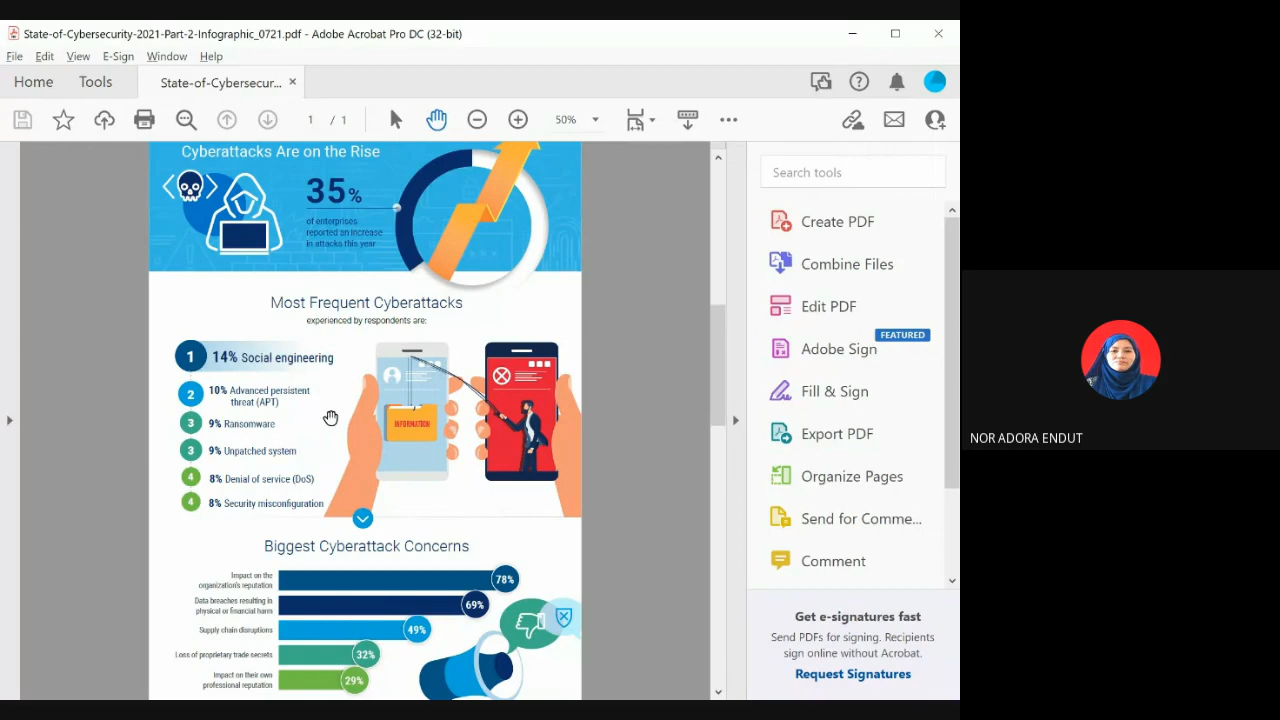 State-of-Cybersecurity-2021-Part-2-Infographic_0721.pdf - Adobe Acrobat Pro DC (32-bit)
File Edit View E-Sign Window Help
Home Tools State-of-Cybersecur... ×
1 / 1 50%
Cyberattacks Are on the Rise
35%
of enterprises
reported an increase
in attacks this year
Most Frequent Cyberattacks
experienced by respondents are:
1 14% Social engineering
2 10% Advanced persistent
threat (APT)
3 9% Ransomware
3 9% Unpatched system
4 8% Denial of service (DoS)
4 8% Security misconfiguration
INFORMATION
Biggest Cyberattack Concerns
Impact on the
organization's reputation
78%
Data breaches resulting in
physical or financial harm
69%
Supply chain disruptions 49%
Loss of proprietary trade secrets 32%
Impact on their own
professional reputation
29%
Search tools
Create PDF
Combine Files
Edit PDF
FEATURED
Adobe Sign
Fill & Sign
Export PDF
Organize Pages
Send for Comme...
Comment
Get e-signatures fast
Send PDFs for signing. Recipients
sign online without Acrobat.
Request Signatures
NOR ADORA ENDUT